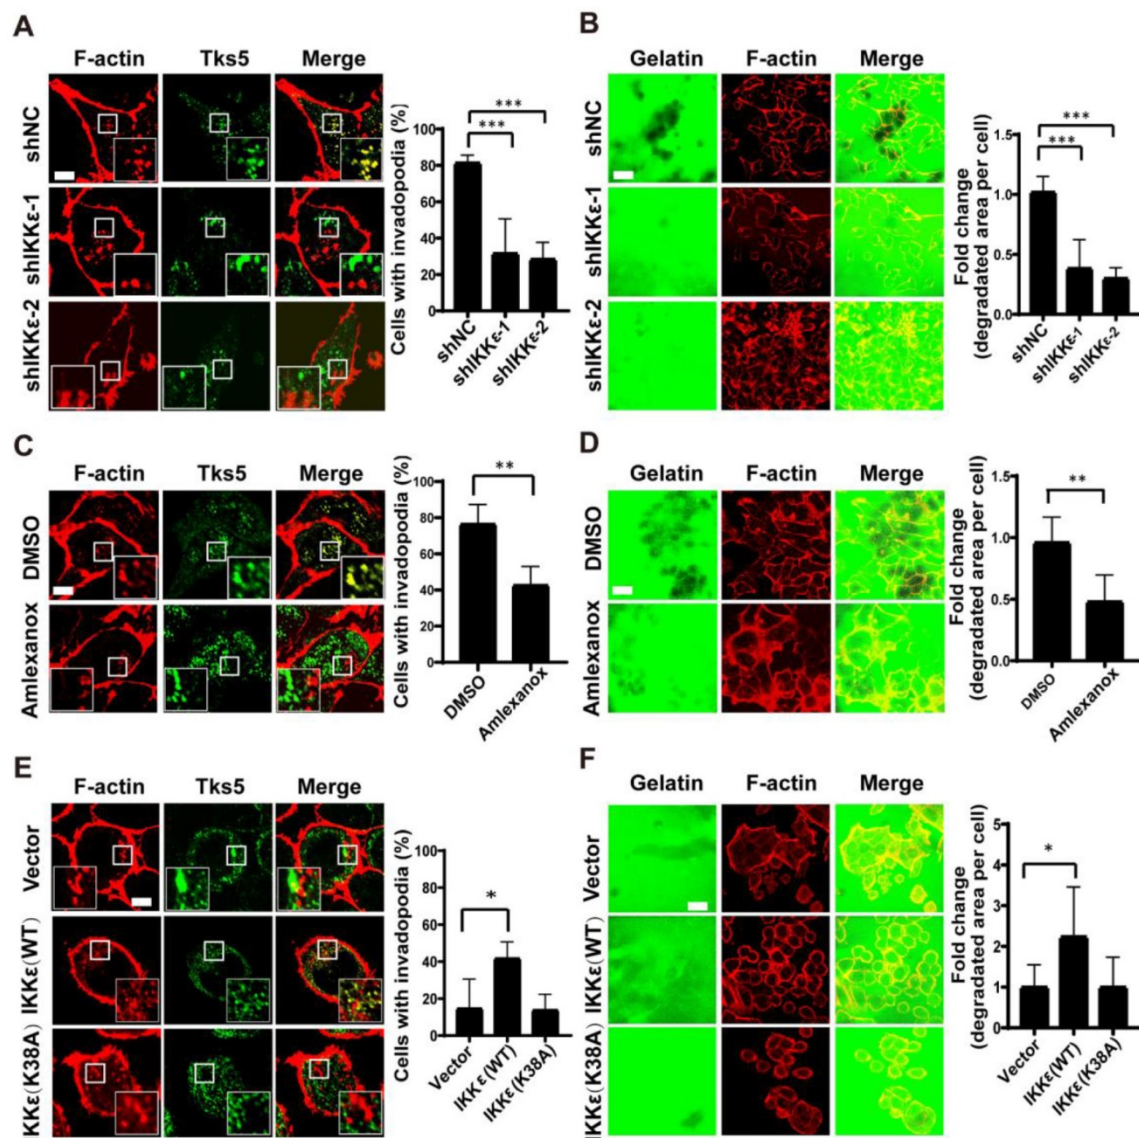 A
F-actin Tks5 Merge
shNC
shIKKε-1
shIKKε-2
Cells with invadopodia (%)
100
80
60
40
20
0
***
***
shNC
shIKKε-1
shIKKε-2
B
Gelatin F-actin Merge
shNC
shIKKε-1
shIKKε-2
Fold change
(degradated area per cell)
1.5
1.0
0.5
0.0
***
***
shNC
shIKKε-1
shIKKε-2
C
F-actin Tks5 Merge
DMSO
Amlexanox
Cells with invadopodia (%)
100
80
60
40
20
0
**
DMSO
Amlexanox
D
Gelatin F-actin Merge
DMSO
Amlexanox
Fold change
(degradated area per cell)
1.5
1.0
0.5
0.0
**
DMSO
Amlexanox
E
F-actin Tks5 Merge
Vector
IKKε(WT)
IKKε(K38A)
Cells with invadopodia (%)
100
80
60
40
20
0
*
Vector
IKKε(WT)
IKKε(K38A)
F
Gelatin F-actin Merge
Vector
IKKε(WT)
IKKε(K38A)
Fold change
(degradated area per cell)
5
4
3
2
1
0
*
Vector
IKKε(WT)
IKKε(K38A)